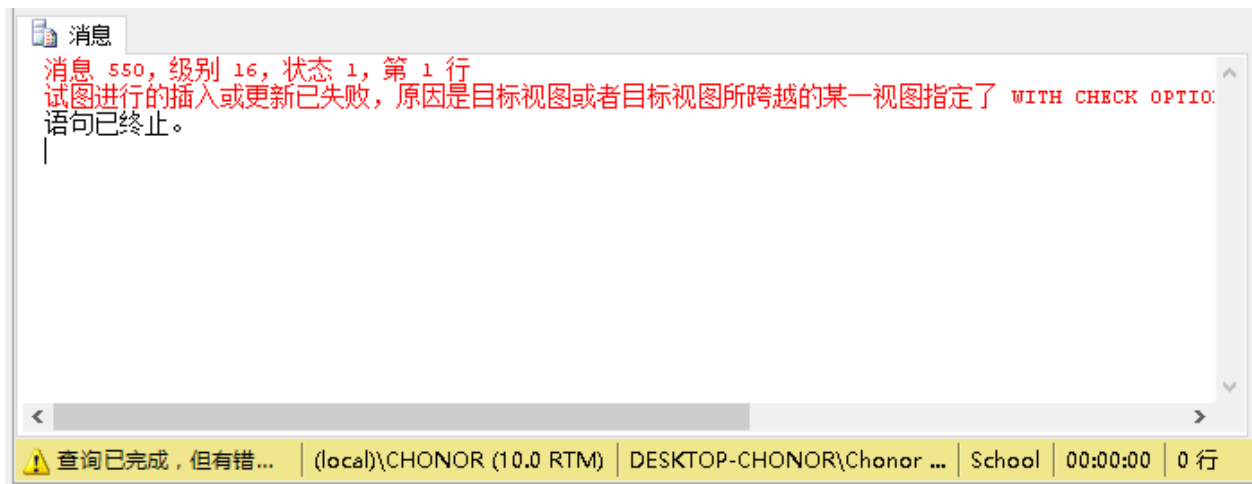 消息
消息 550，级别 16，状态 1，第 1 行
试图进行的插入或更新已失败，原因是目标视图或者目标视图所跨越的某一视图指定了 WITH CHECK OPTIO
语句已终止。
查询已完成，但有错... (local)\CHONOR (10.0 RTM) DESKTOP-CHONOR\Chonor ... School 00:00:00 0 行